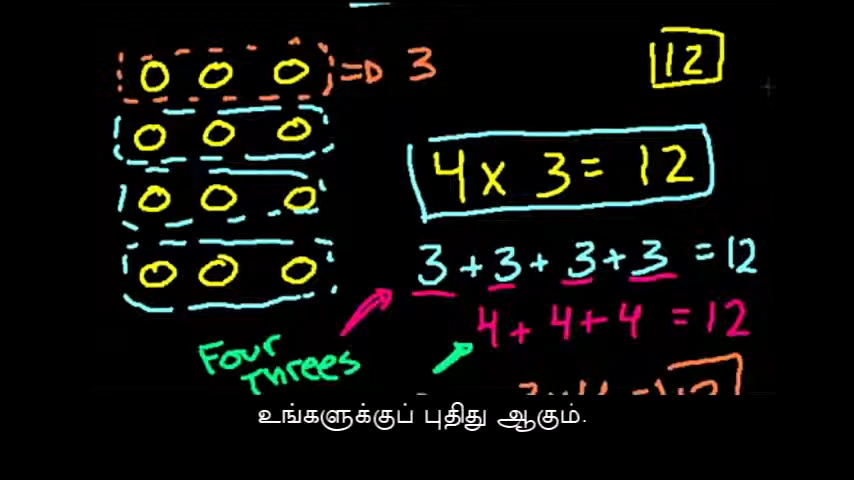 => 3
12
4 x 3 = 12
3 + 3 + 3 + 3 = 12
4 + 4 + 4 = 12
Four
Threes
உங்களுக்குப் புதிது ஆகும்.